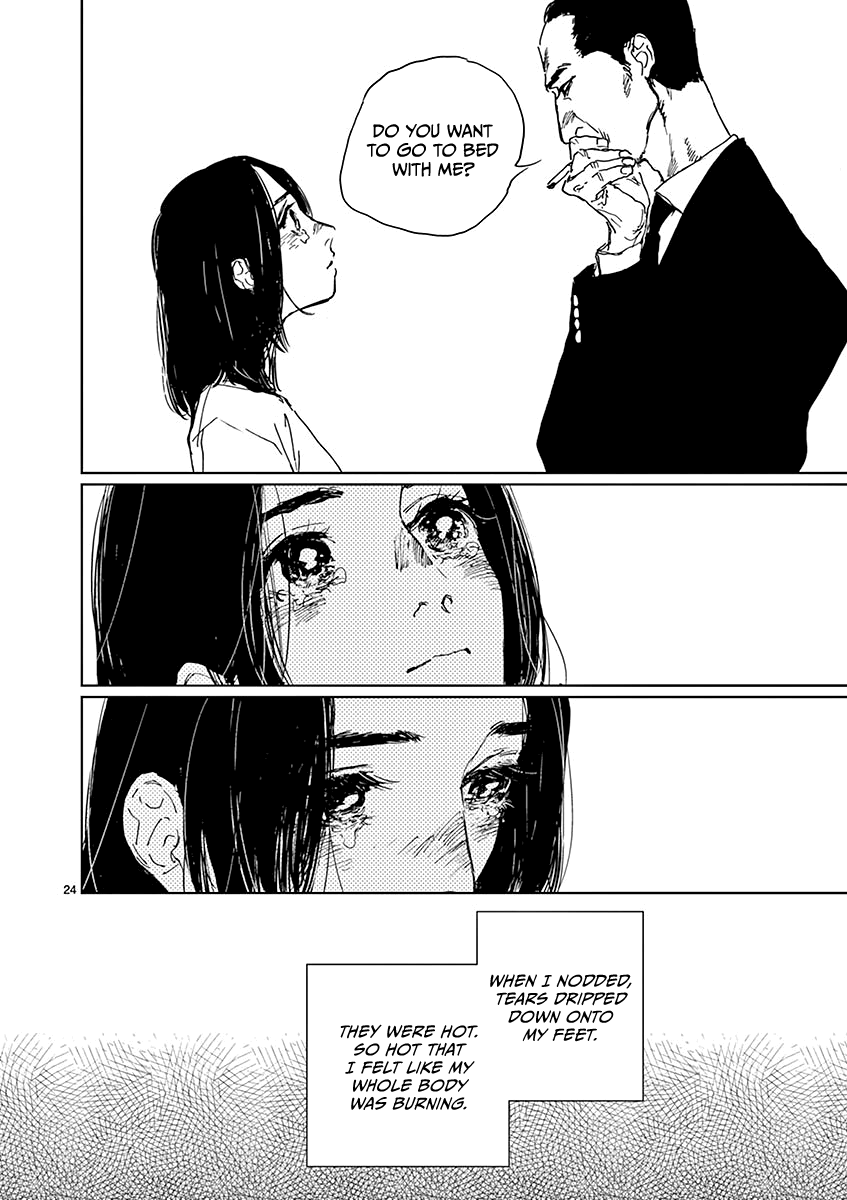 DO YOU WANT
TO GO TO BED
WITH ME?
24
WHEN I NODDED,
TEARS DRIPPED
DOWN ONTO
MY FEET.
THEY WERE HOT.
SO HOT THAT
I FELT LIKE MY
WHOLE BODY
WAS BURNING.